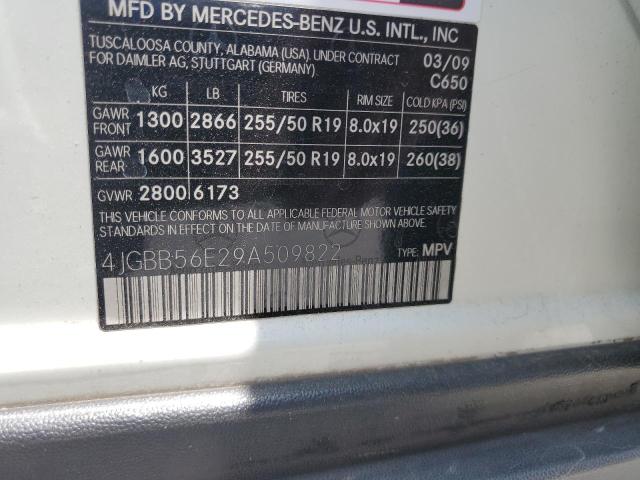 MFD BY MERCEDES-BENZ U.S. INTL., INC
TUSCALOOSA COUNTY, ALABAMA (USA), UNDER CONTRACT
FOR DAIMLER AG, STUTTGART (GERMANY)
03/09
C650
KG LB TIRES RIM SIZE COLD KPA (PSI)
GAWR FRONT 1300 2866 255/50 R19 8.0x19 250(36)
GAWR REAR 1600 3527 255/50 R19 8.0x19 260(38)
GVWR 2800 6173
THIS VEHICLE CONFORMS TO ALL APPLICABLE FEDERAL MOTOR VEHICLE SAFETY
STANDARDS IN EFFECT ON THE DATE OF MANUFACTURE SHOWN ABOVE.
4JGBB56E29A509822 TYPE: MPV